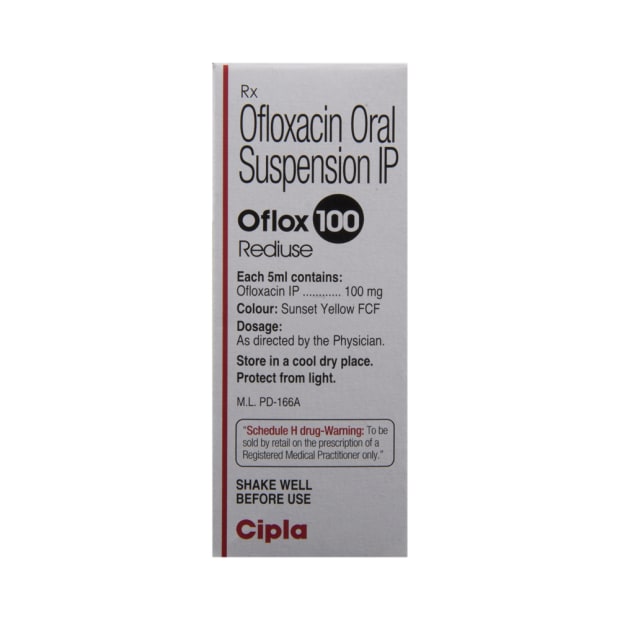 Rx
Ofloxacin Oral
Suspension IP
Oflox 100
Rediuse
Each 5ml contains:
Ofloxacin IP ............ 100 mg
Colour: Sunset Yellow FCF
Dosage:
As directed by the Physician.
Store in a cool dry place.
Protect from light.
M.L. PD-166A
"Schedule H drug-Warning: To be
sold by retail on the prescription of a
Registered Medical Practitioner only."
SHAKE WELL
BEFORE USE
Cipla